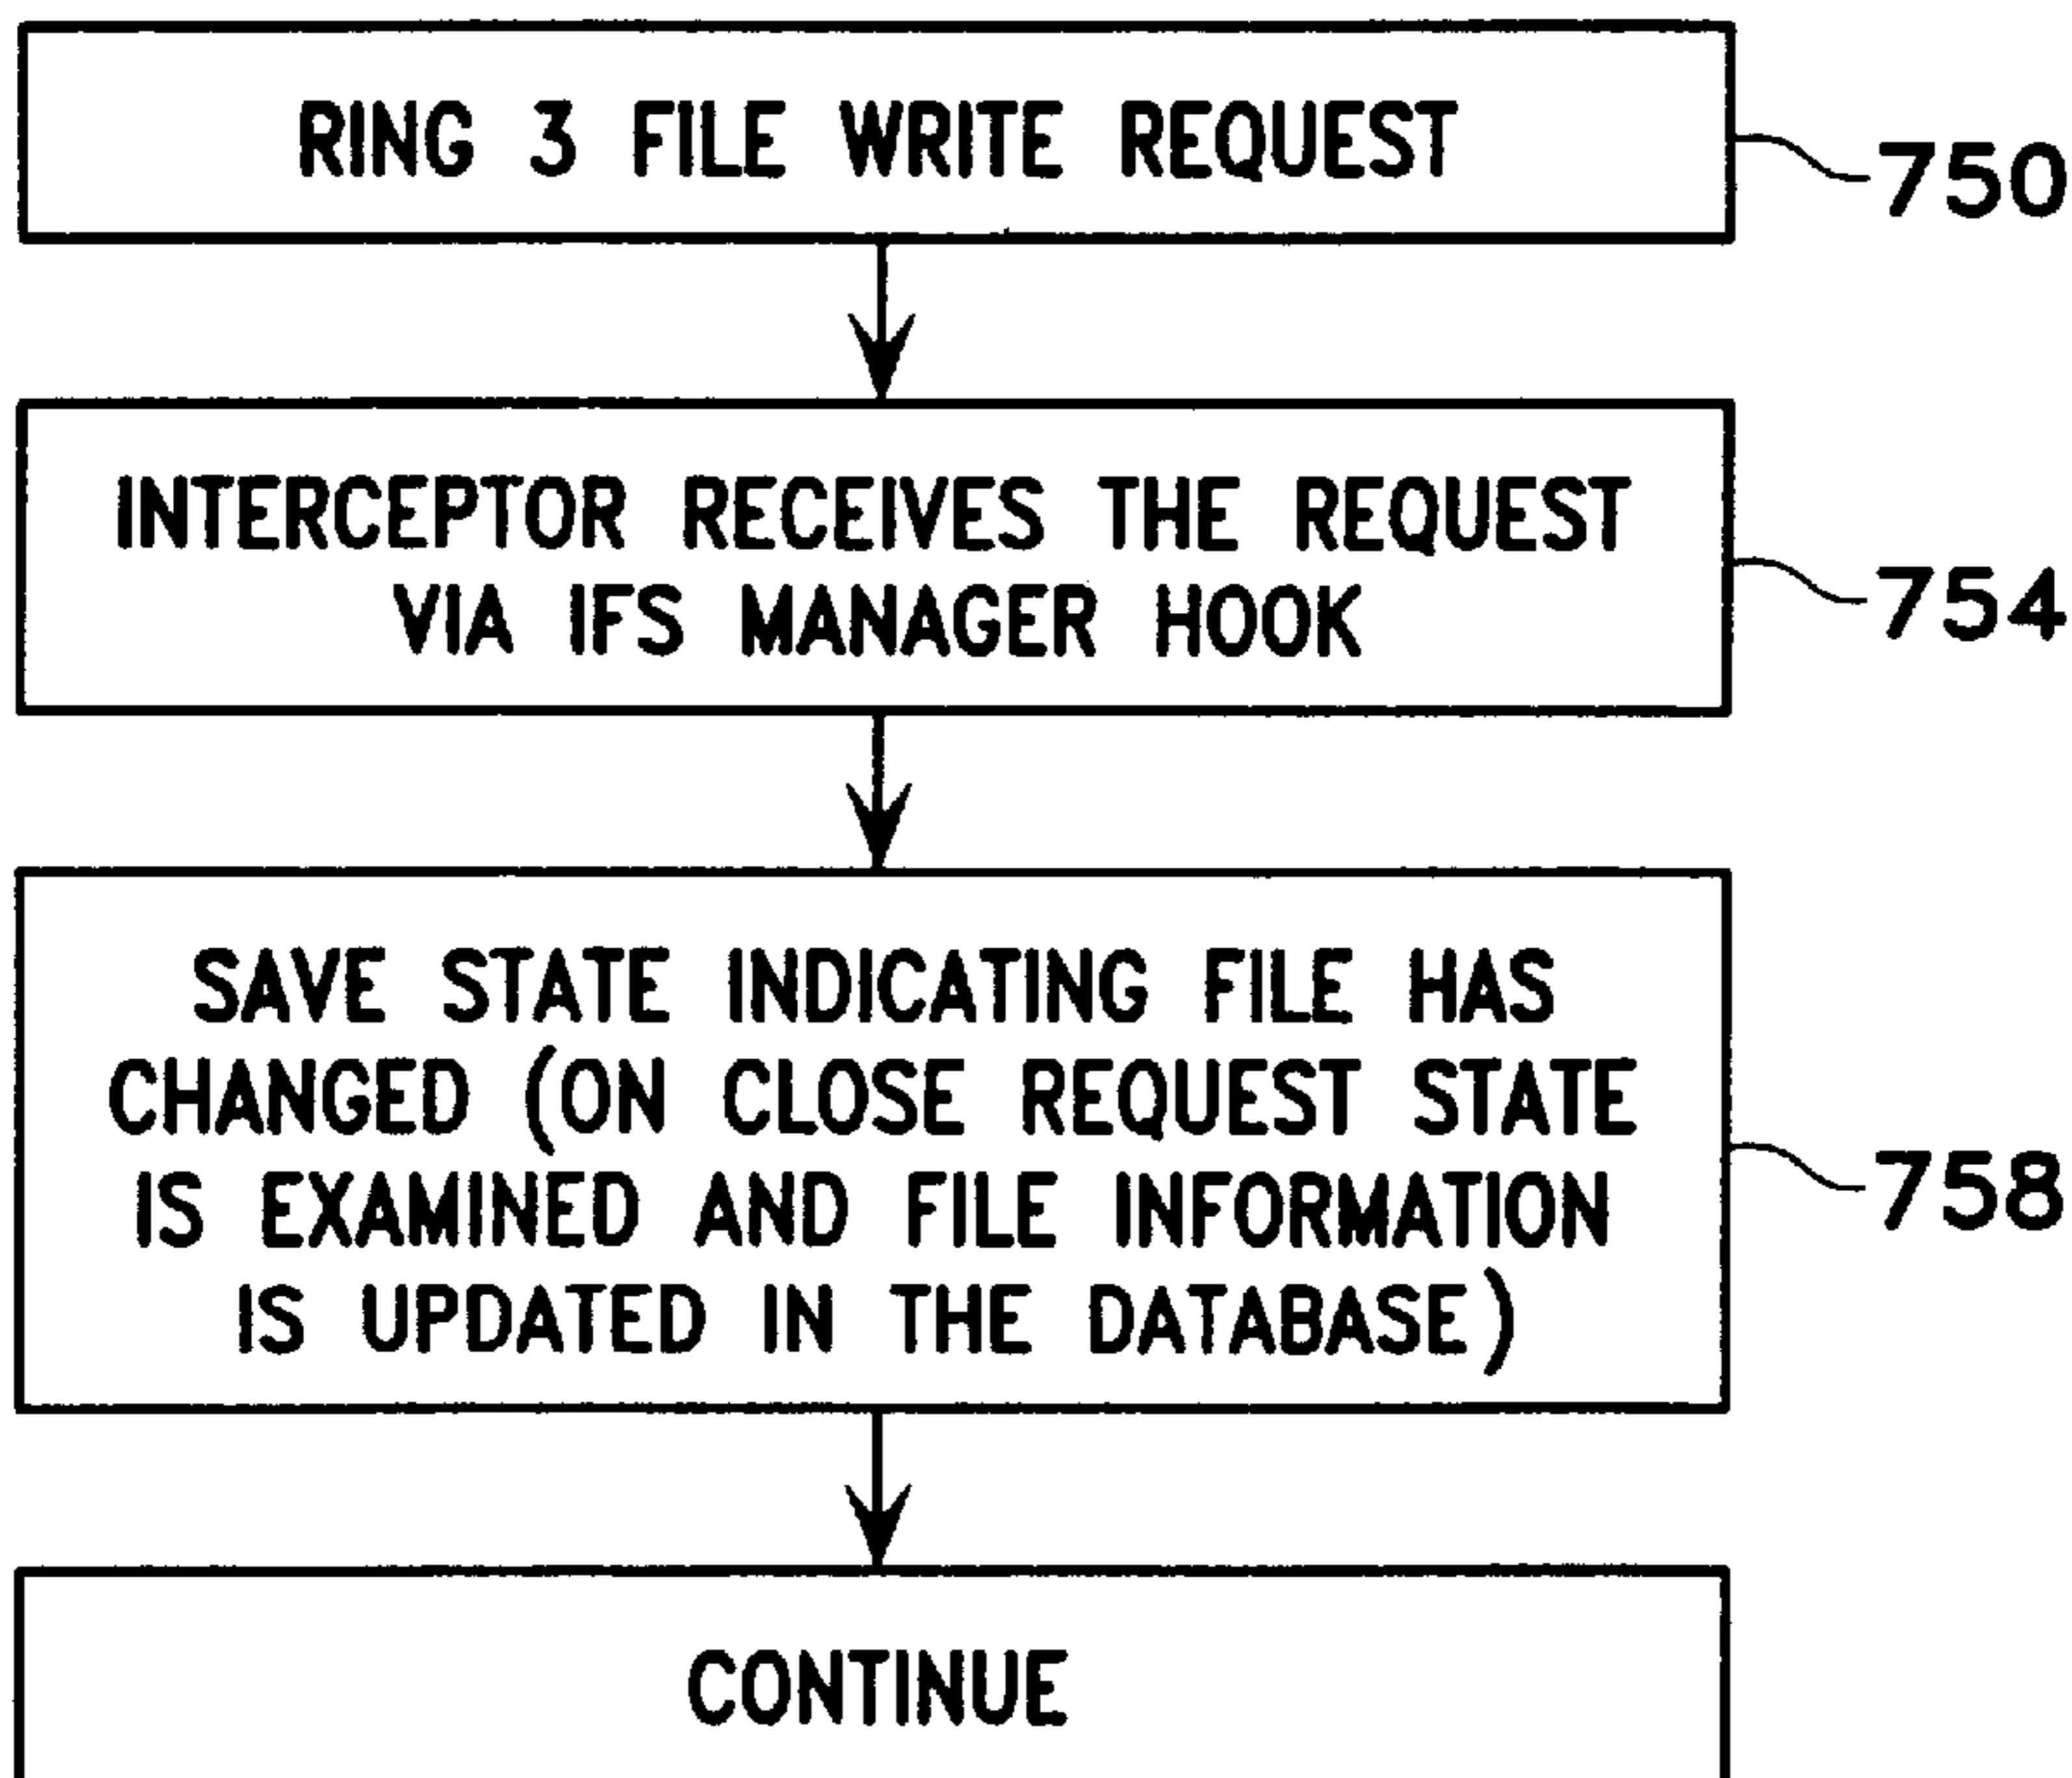 RING 3 FILE WRITE REQUEST
750
INTERCEPTOR RECEIVES THE REQUEST
VIA IFS MANAGER HOOK
754
SAVE STATE INDICATING FILE HAS
CHANGED (ON CLOSE REQUEST STATE
IS EXAMINED AND FILE INFORMATION
IS UPDATED IN THE DATABASE)
758
CONTINUE